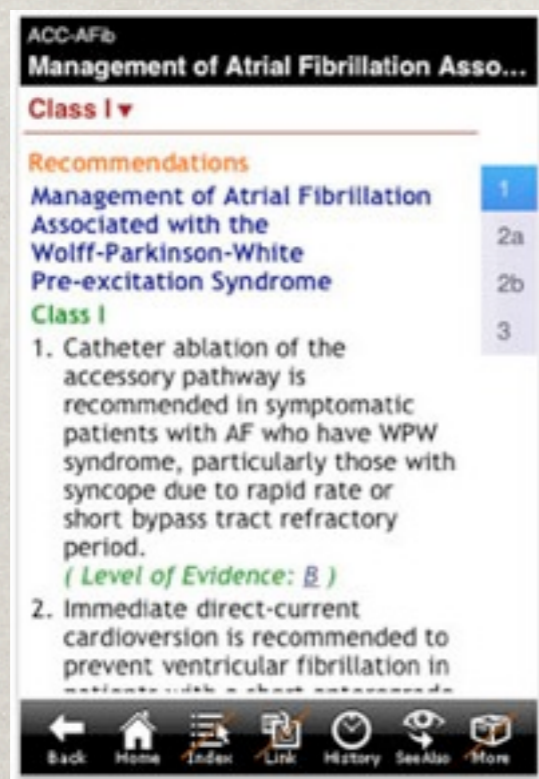 ACC-AFib
Management of Atrial Fibrillation Asso...
Class I ▾
Recommendations
Management of Atrial Fibrillation
Associated with the
Wolff-Parkinson-White
Pre-excitation Syndrome
Class I
1. Catheter ablation of the
accessory pathway is
recommended in symptomatic
patients with AF who have WPW
syndrome, particularly those with
syncope due to rapid rate or
short bypass tract refractory
period.
( Level of Evidence: B )
2. Immediate direct-current
cardioversion is recommended to
prevent ventricular fibrillation in
patients with a short anterograde
1
2a
2b
3
Back Home Index Link History SeeAlso More